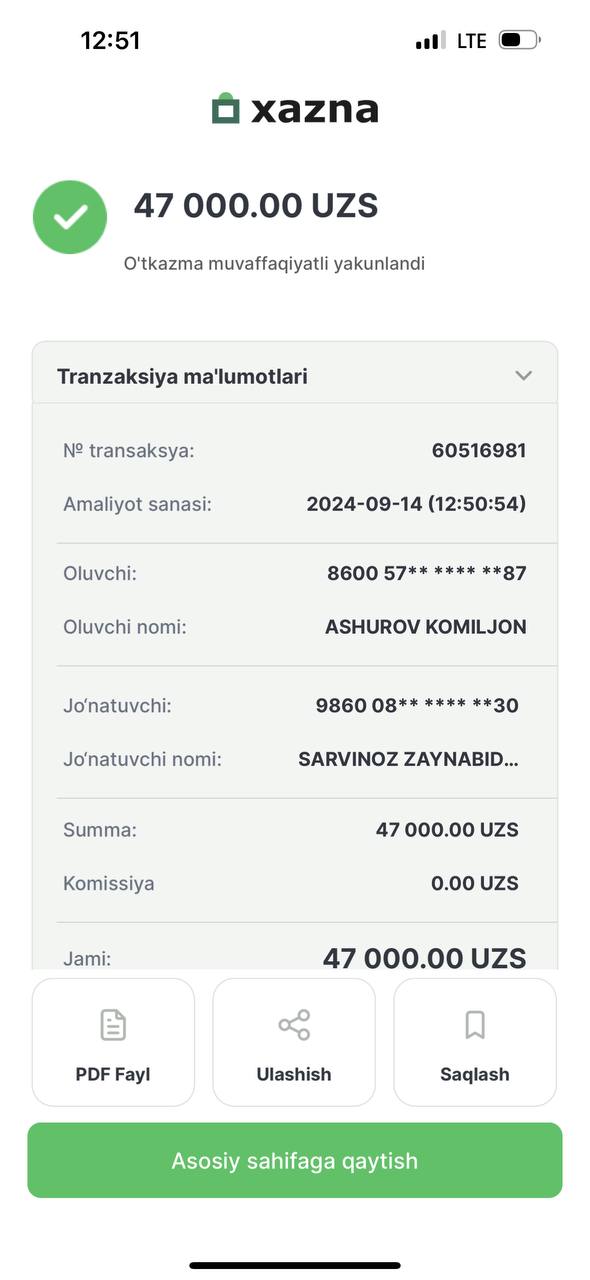 12:51
LTE
xazna
47 000.00 UZS
O'tkazma muvaffaqiyatli yakunlandi
Tranzaksiya ma'lumotlari
№ transaksya: 60516981
Amaliyot sanasi: 2024-09-14 (12:50:54)
Oluvchi: 8600 57** **** **87
Oluvchi nomi: ASHUROV KOMILJON
Jo‘natuvchi: 9860 08** **** **30
Jo‘natuvchi nomi: SARVINOZ ZAYNABID...
Summa: 47 000.00 UZS
Komissiya 0.00 UZS
Jami: 47 000.00 UZS
PDF Fayl
Ulashish
Saqlash
Asosiy sahifaga qaytish